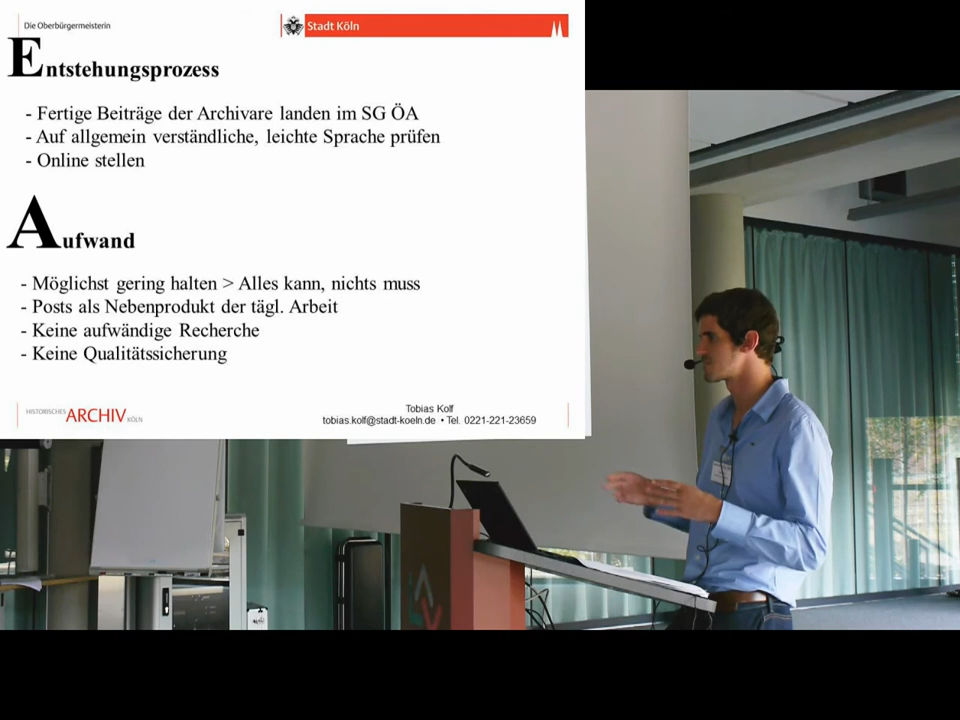 Die Oberbürgermeisterin
Stadt Köln
Entstehungsprozess
- Fertige Beiträge der Archivare landen im SG ÖA
- Auf allgemein verständliche, leichte Sprache prüfen
- Online stellen
Aufwand
- Möglichst gering halten > Alles kann, nichts muss
- Posts als Nebenprodukt der tägl. Arbeit
- Keine aufwändige Recherche
- Keine Qualitätssicherung
HISTORISCHES ARCHIV KÖLN
Tobias Kolf
tobias.kolf@stadt-koeln.de • Tel. 0221-221-23659